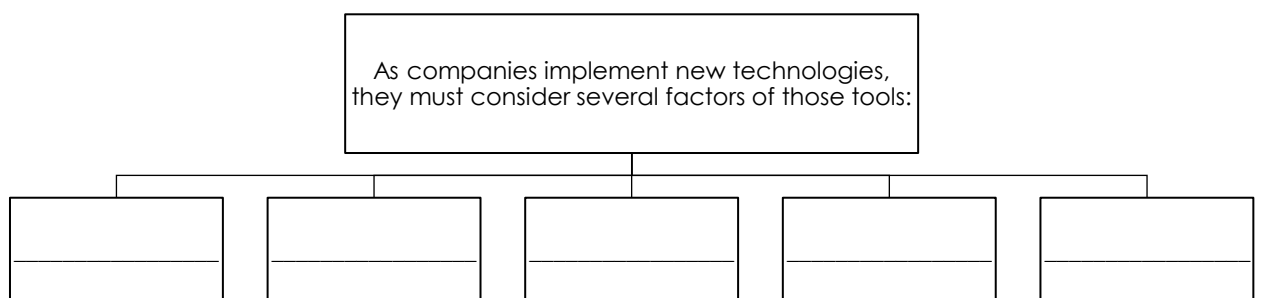 As companies implement new technologies,
they must consider several factors of those tools: